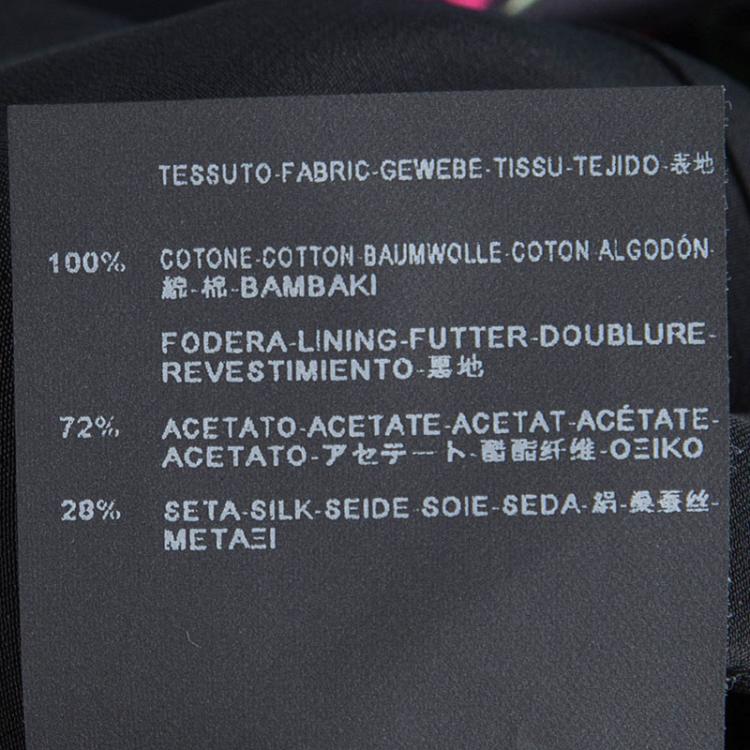 TESSUTO-FABRIC-GEWEBE-TISSU-TEJIDO-表地
100% COTONE-COTTON-BAUMWOLLE-COTON-ALGODÓN-
綿-棉-BAMBAKI
FODERA-LINING-FUTTER-DOUBLURE-
REVESTIMIENTO-裏地
72% ACETATO-ACETATE-ACETAT-ACÉTATE-
ACETATO-アセテート-醋酯纤维-ΟΞΙΚΟ
28% SETA-SILK-SEIDE-SOIE-SEDA-絹-桑蚕丝-
ΜΕΤΑΞΙ